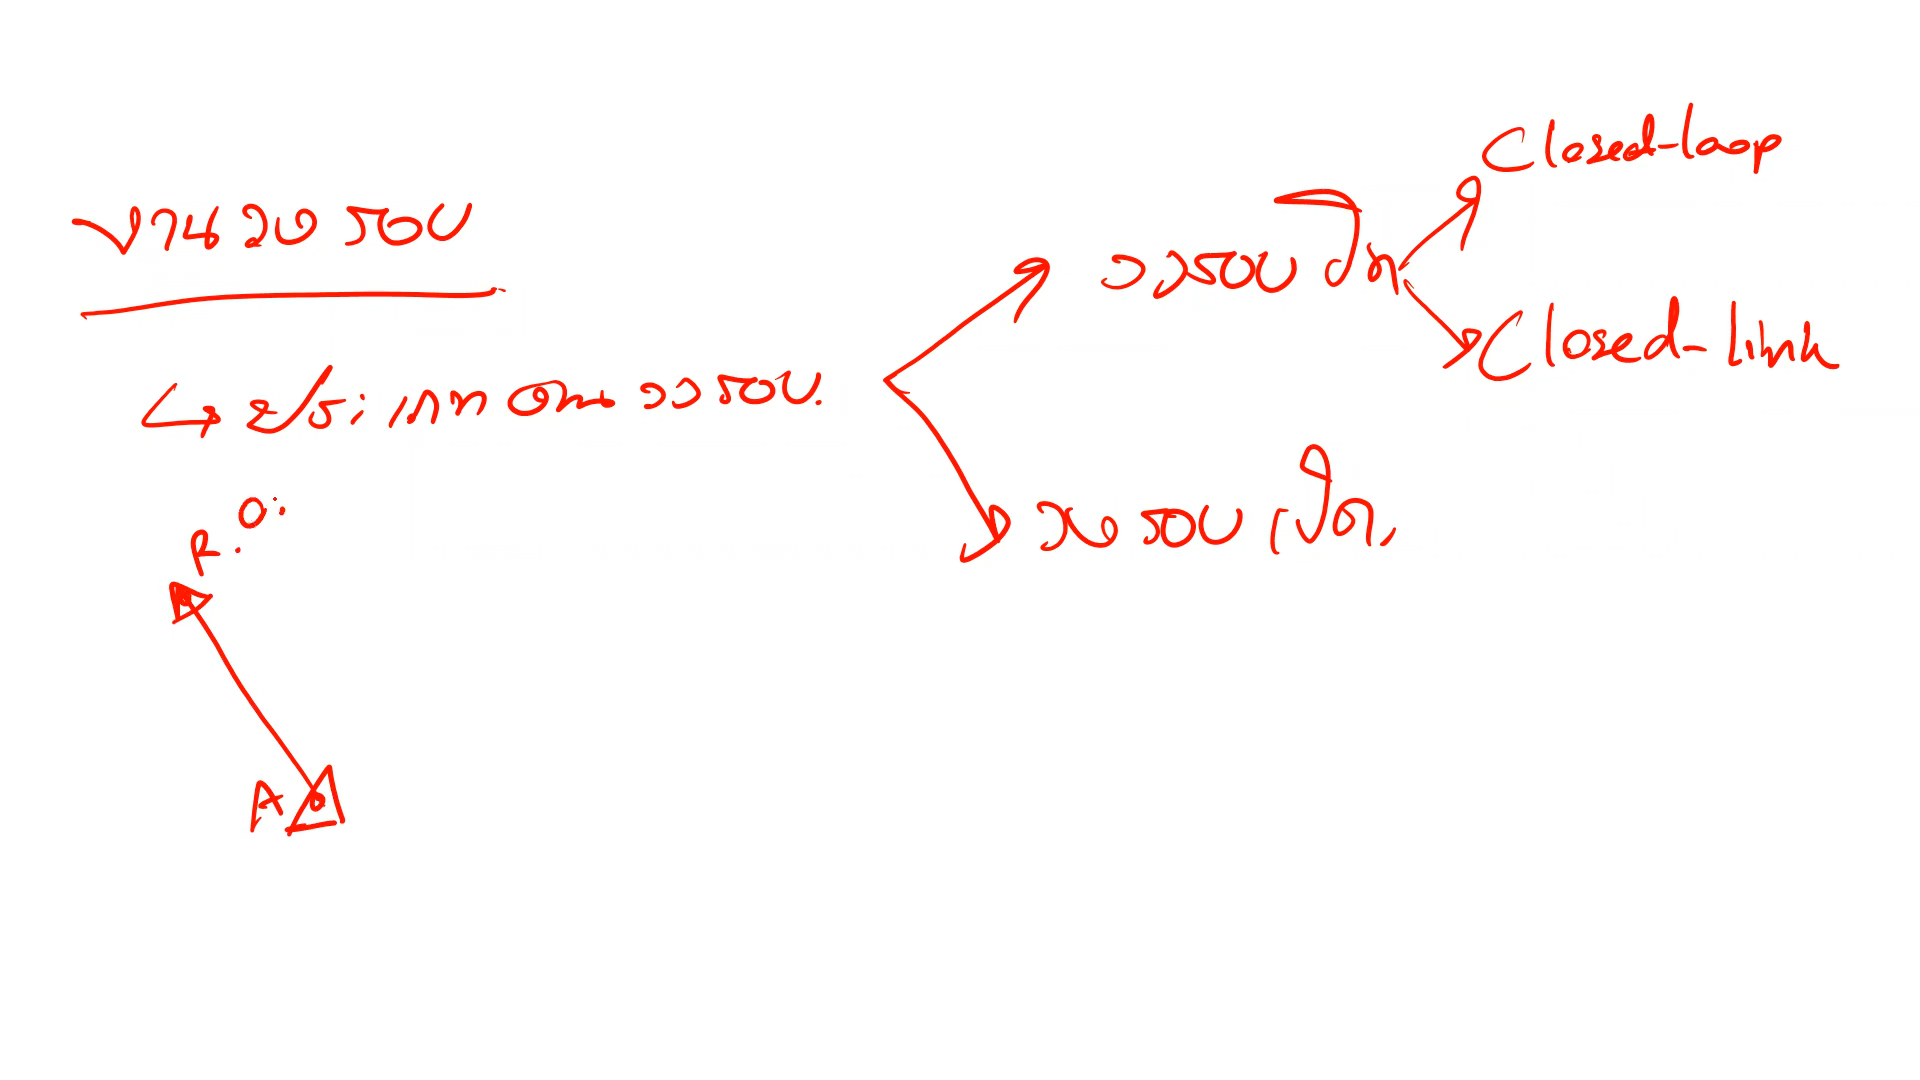 งานวงรอบ
ประเภทของวงรอบ.
วงรอบปิด
Closed-loop
Closed-link
วงรอบเปิด
R.O.
A